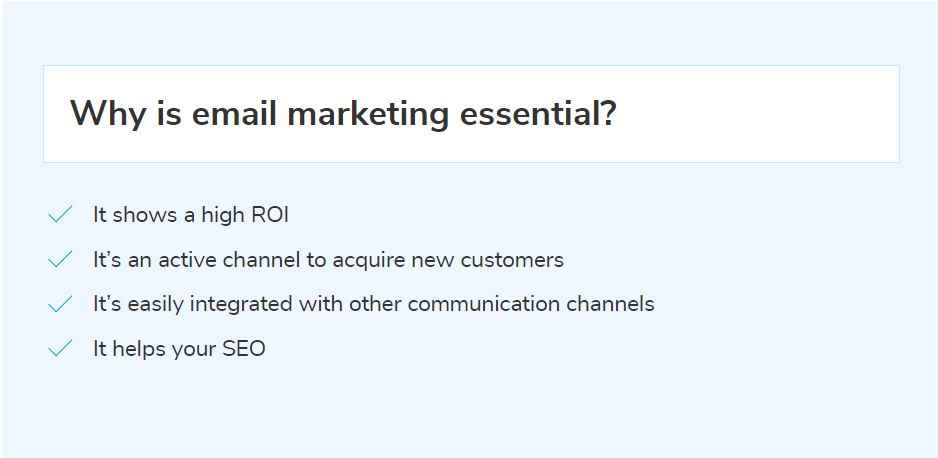 Why is email marketing essential?
It shows a high ROI
It’s an active channel to acquire new customers
It’s easily integrated with other communication channels
It helps your SEO